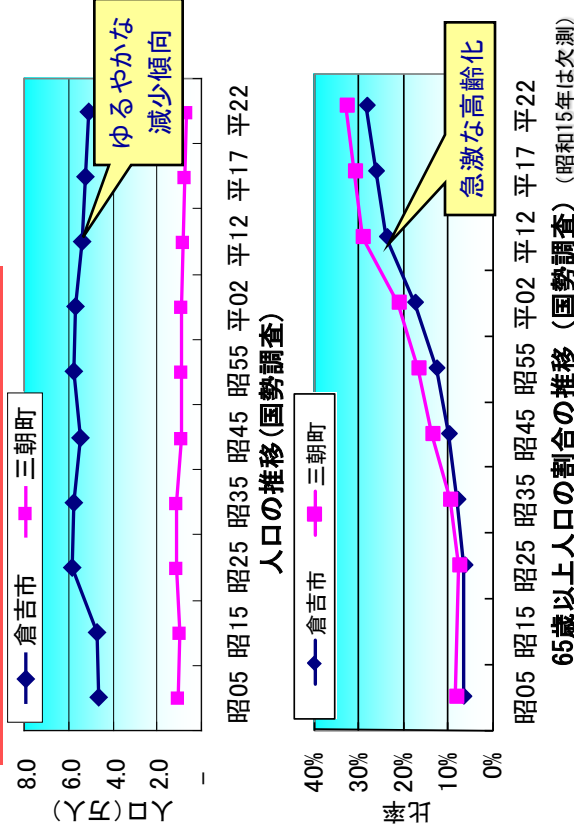 倉吉市 三朝町
ゆるやかな
減少傾向
人口(万人)
8.0
6.0
4.0
2.0
–
昭05 昭15 昭25 昭35 昭45 昭55 平02 平12 平17 平22
人口の推移(国勢調査)
倉吉市 三朝町
急激な高齢化
比率
40%
30%
20%
10%
0%
昭05 昭15 昭25 昭35 昭45 昭55 平02 平12 平17 平22
65歳以上人口の割合の推移(国勢調査)(昭和15年は欠測)